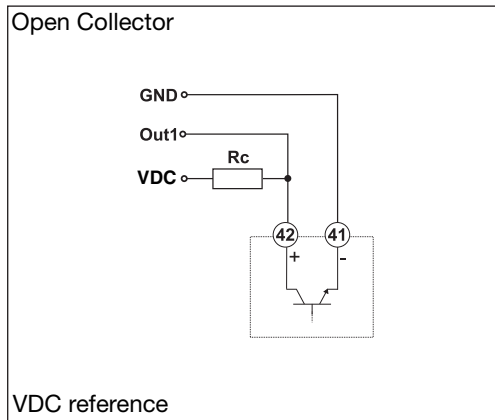 Open Collector
GND
Out1
Rc
VDC
42 41
+ -
VDC reference